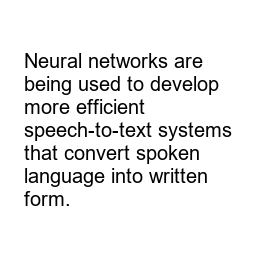 Neural networks are
being used to develop
more efficient
speech-to-text systems
that convert spoken
language into written
form.